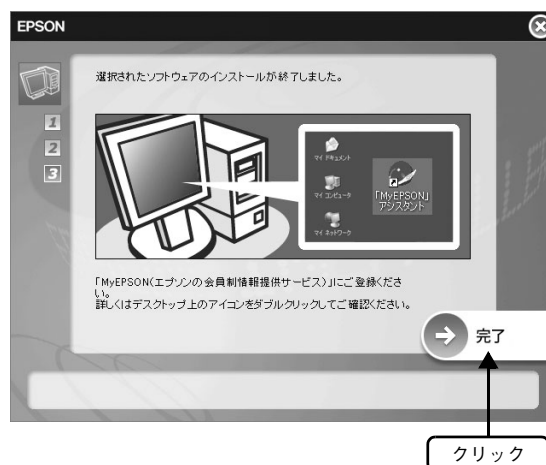 EPSON
選択されたソフトウェアのインストールが終了しました。
1
2
3
マイ ドキュメント
マイ コンピュータ
マイ ネットワーク
「MyEPSON」
アシスタント
「MyEPSON(エプソンの会員制情報提供サービス)」にご登録くださ
い。
詳しくはデスクトップ上のアイコンをダブルクリックしてご確認ください。
完了
クリック